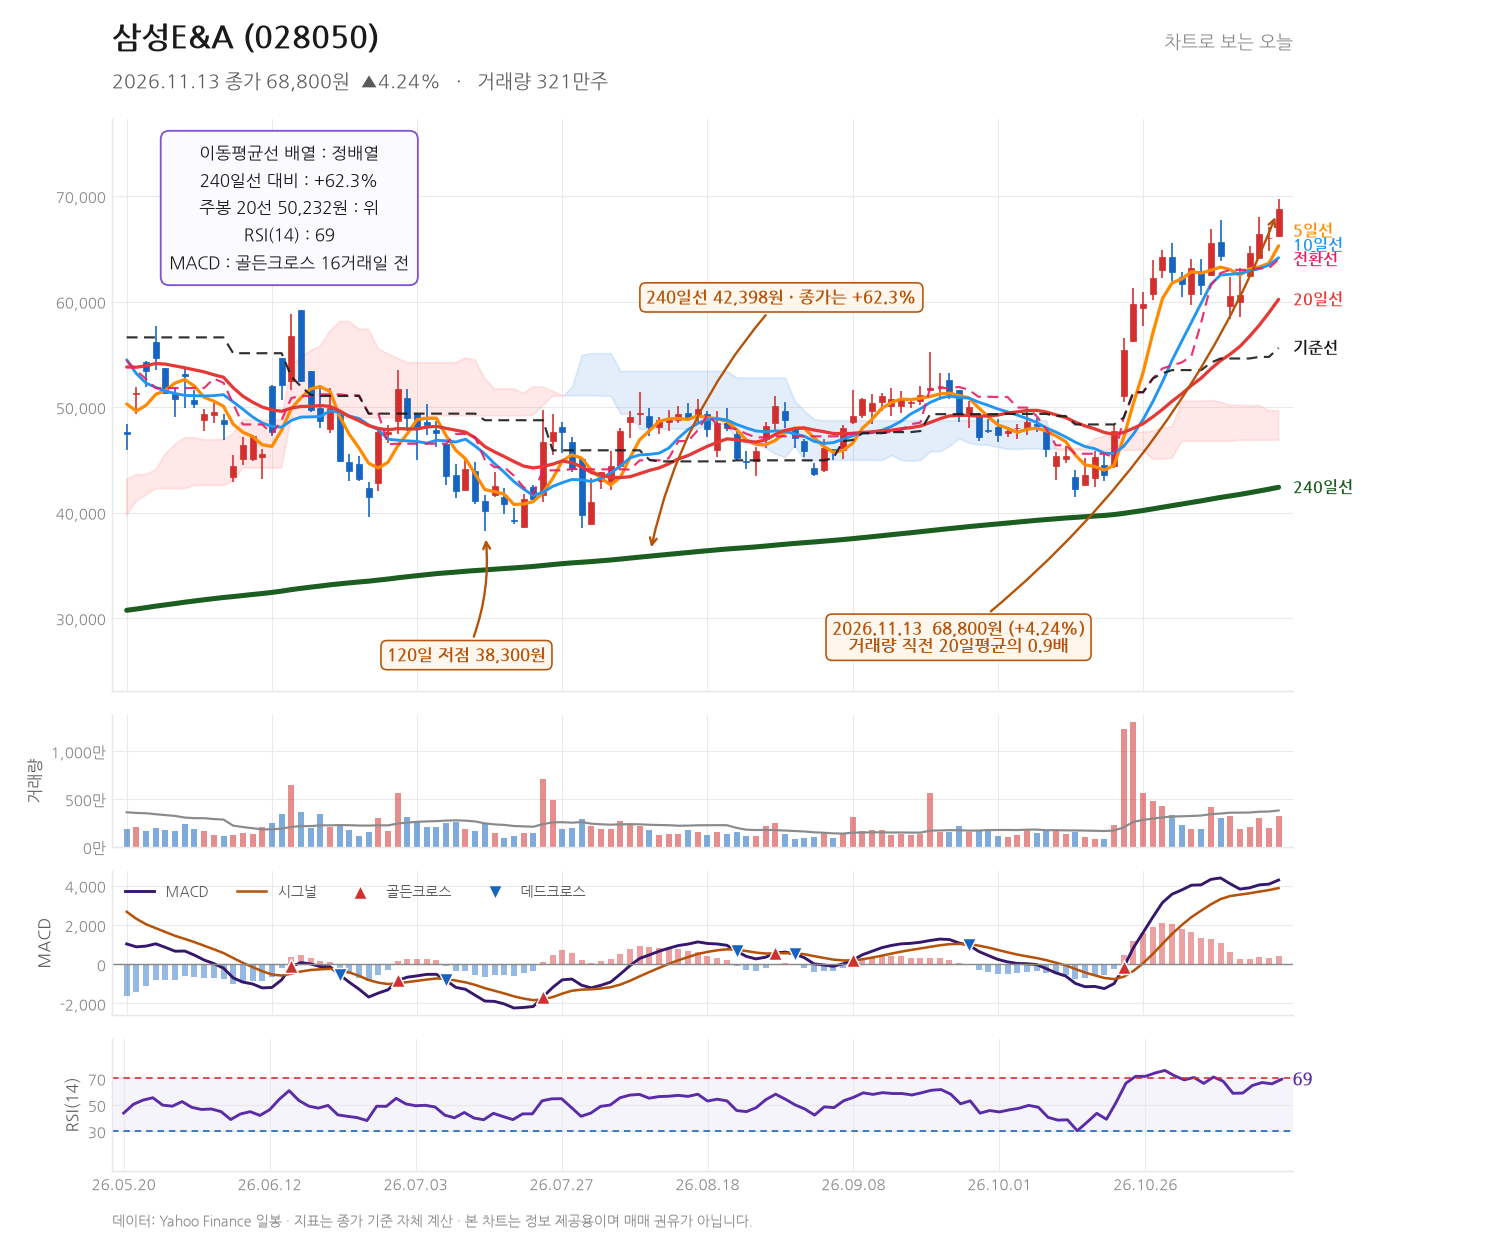 삼성E&A (028050)
차트로 보는 오늘
2026.11.13 종가 68,800원 ▲4.24% · 거래량 321만주
이동평균선 배열 : 정배열
240일선 대비 : +62.3%
주봉 20선 50,232원 : 위
RSI(14) : 69
MACD : 골든크로스 16거래일 전
70,000
60,000
50,000
40,000
30,000
240일선 42,398원 · 종가는 +62.3%
120일 저점 38,300원
2026.11.13 68,800원 (+4.24%)
거래량 직전 20일평균의 0.9배
5일선
10일선
전환선
20일선
기준선
240일선
거래량
1,000만
500만
0만
MACD
4,000
2,000
0
-2,000
MACD
시그널
골든크로스
데드크로스
RSI(14)
70
50
30
69
26.05.20
26.06.12
26.07.03
26.07.27
26.08.18
26.09.08
26.10.01
26.10.26
데이터: Yahoo Finance 일봉 · 지표는 종가 기준 자체 계산 · 본 차트는 정보 제공용이며 매매 권유가 아닙니다.